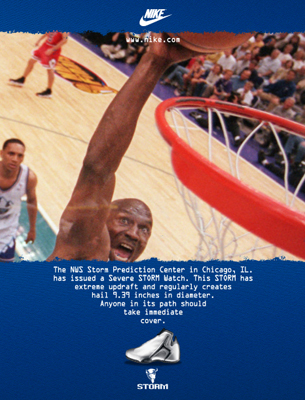 NIKE
www.nike.com
The NWS Storm Prediction Center in Chicago, IL.
has issued a Severe STORM Watch. This STORM has
extreme updraft and regularly creates
hail 9.39 inches in diameter.
Anyone in its path should
take immediate
cover.
STORM